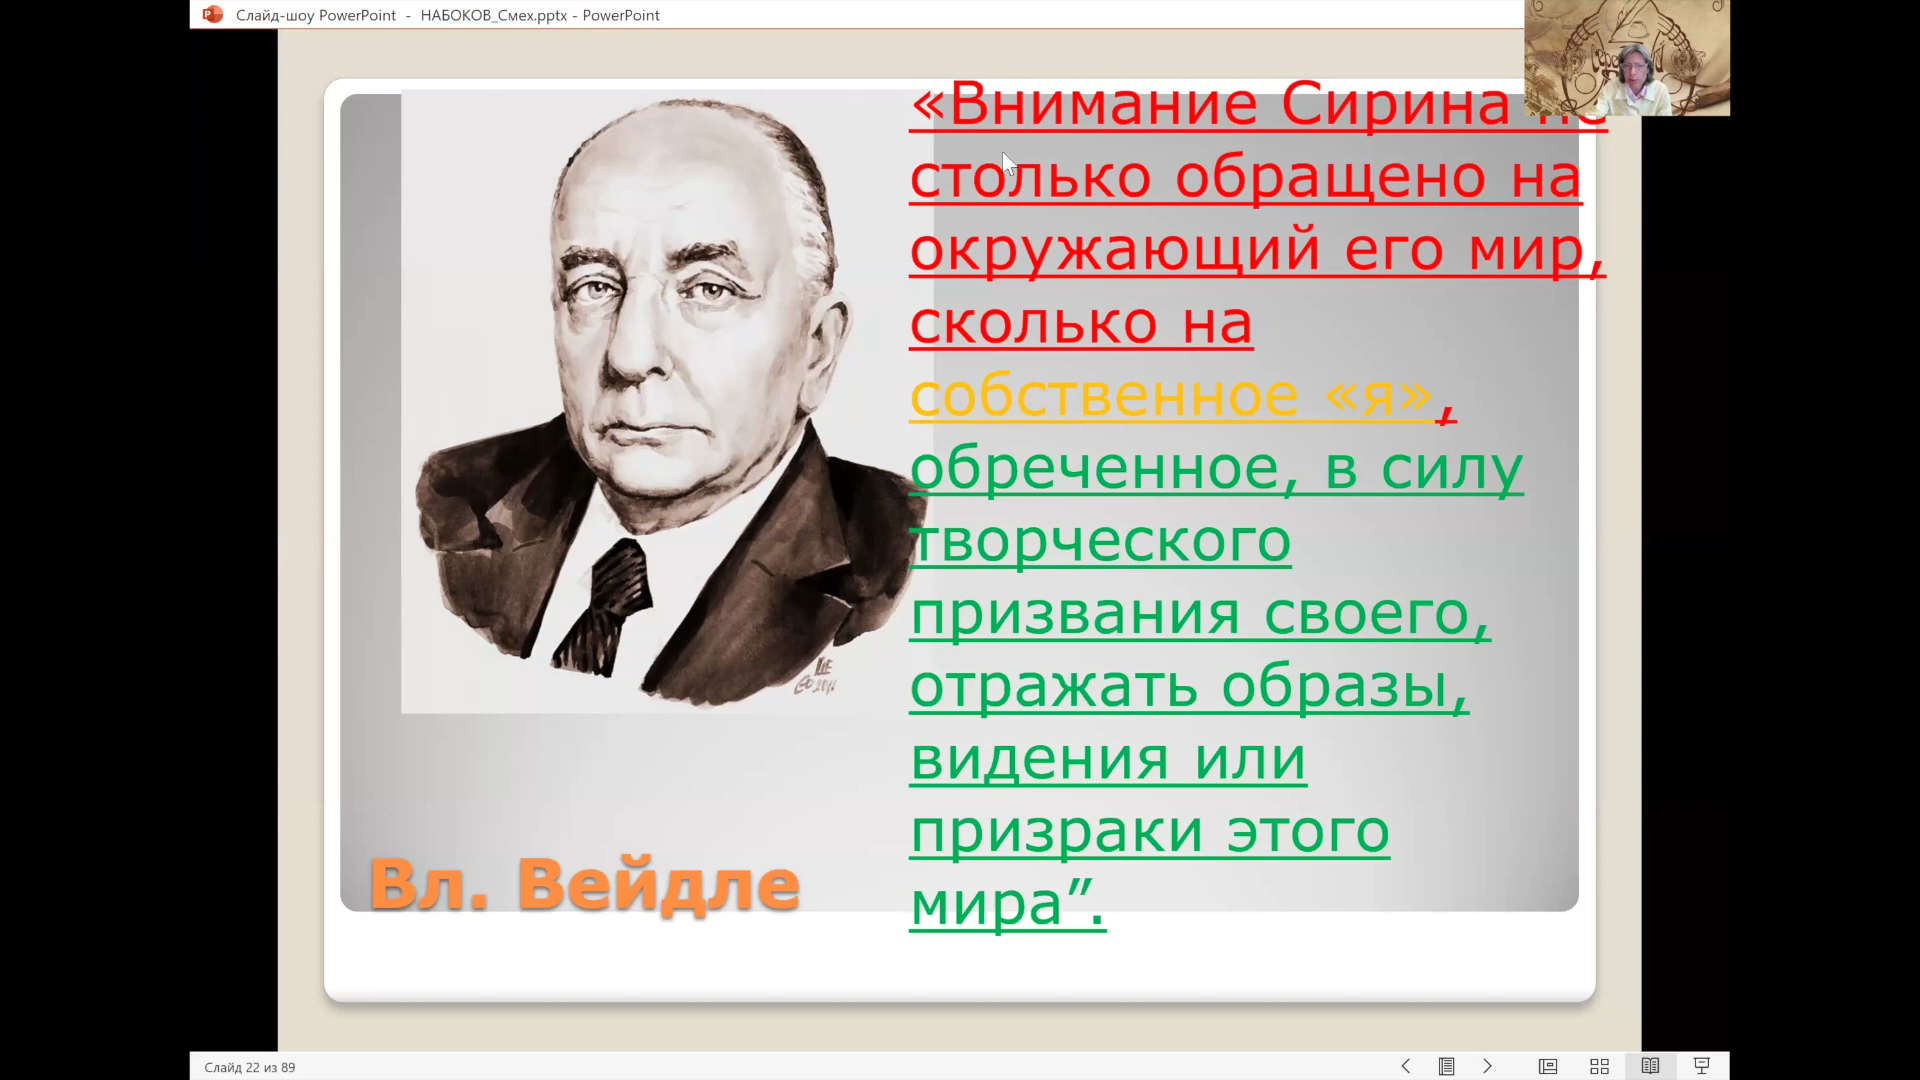 Слайд-шоу PowerPoint - НАБОКОВ_Смех.pptx - PowerPoint
«Внимание Сирина не
столько обращено на
окружающий его мир,
сколько на
собственное «я»,
обреченное, в силу
творческого
призвания своего,
отражать образы,
видения или
призраки этого
мира”.
Вл. Вейдле
Слайд 22 из 89